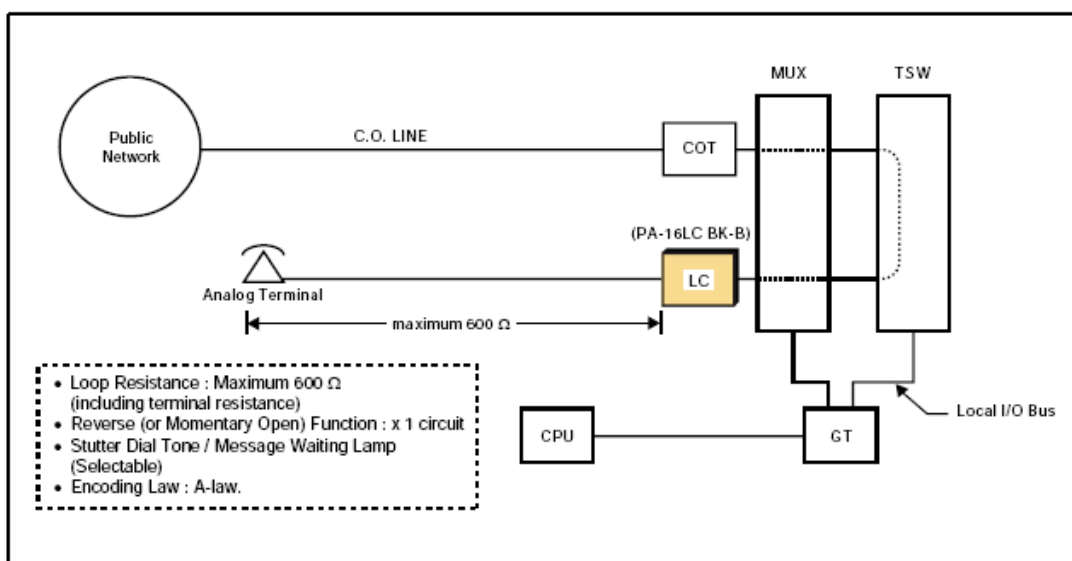 MUX
TSW
Public
Network
C.O. LINE
COT
(PA-16LC BK-B)
LC
Analog Terminal
maximum 600 Ω
• Loop Resistance : Maximum 600 Ω
(including terminal resistance)
• Reverse (or Momentary Open) Function : x 1 circuit
• Stutter Dial Tone / Message Waiting Lamp
(Selectable)
• Encoding Law : A-law.
CPU
GT
Local I/O Bus